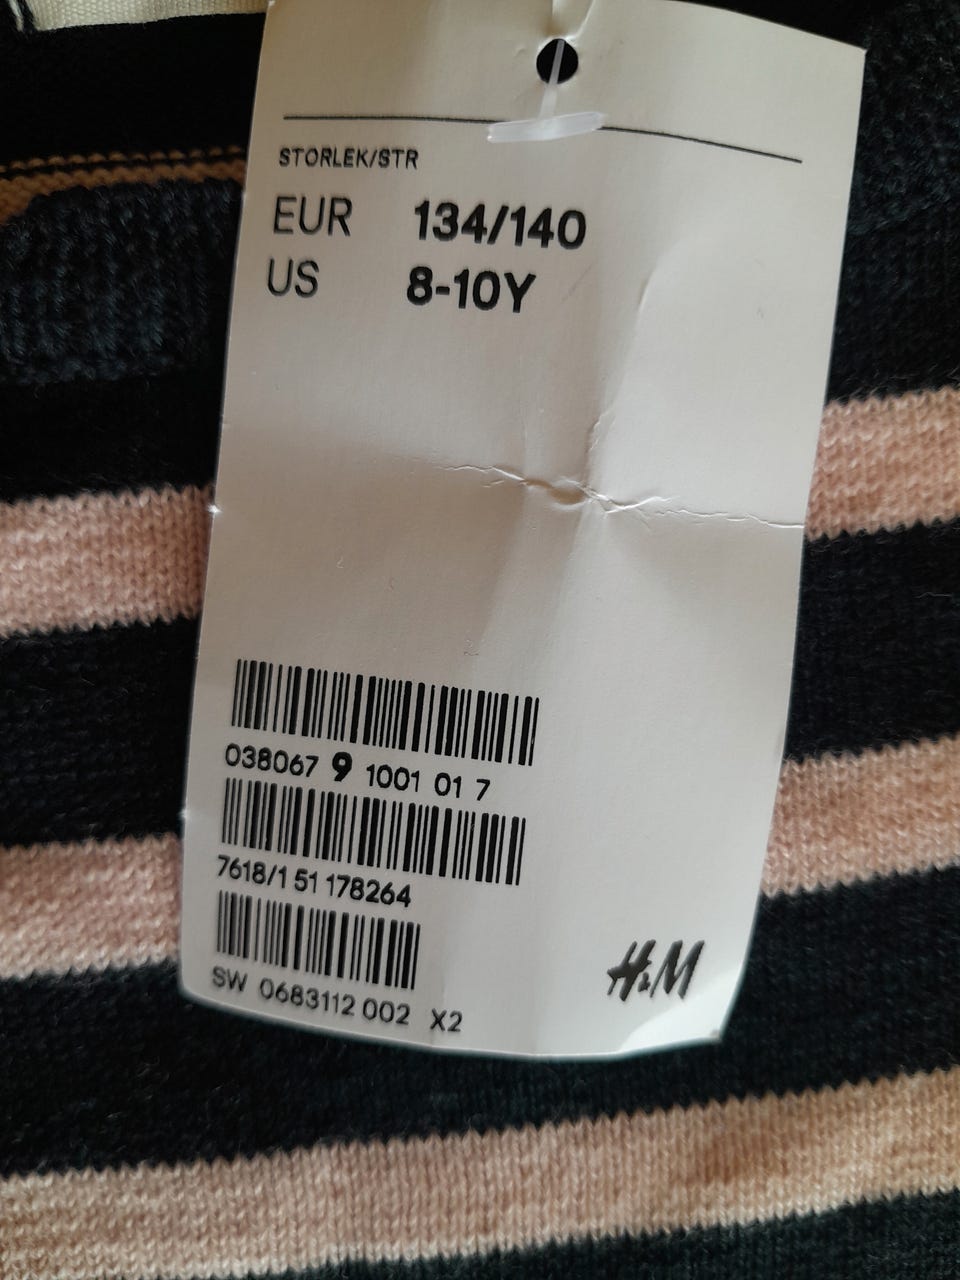 STORLEK/STR
EUR 134/140
US 8-10Y
038067 9 1001 01 7
7618/1 51 178264
SW 0683112 002 X2
H&M